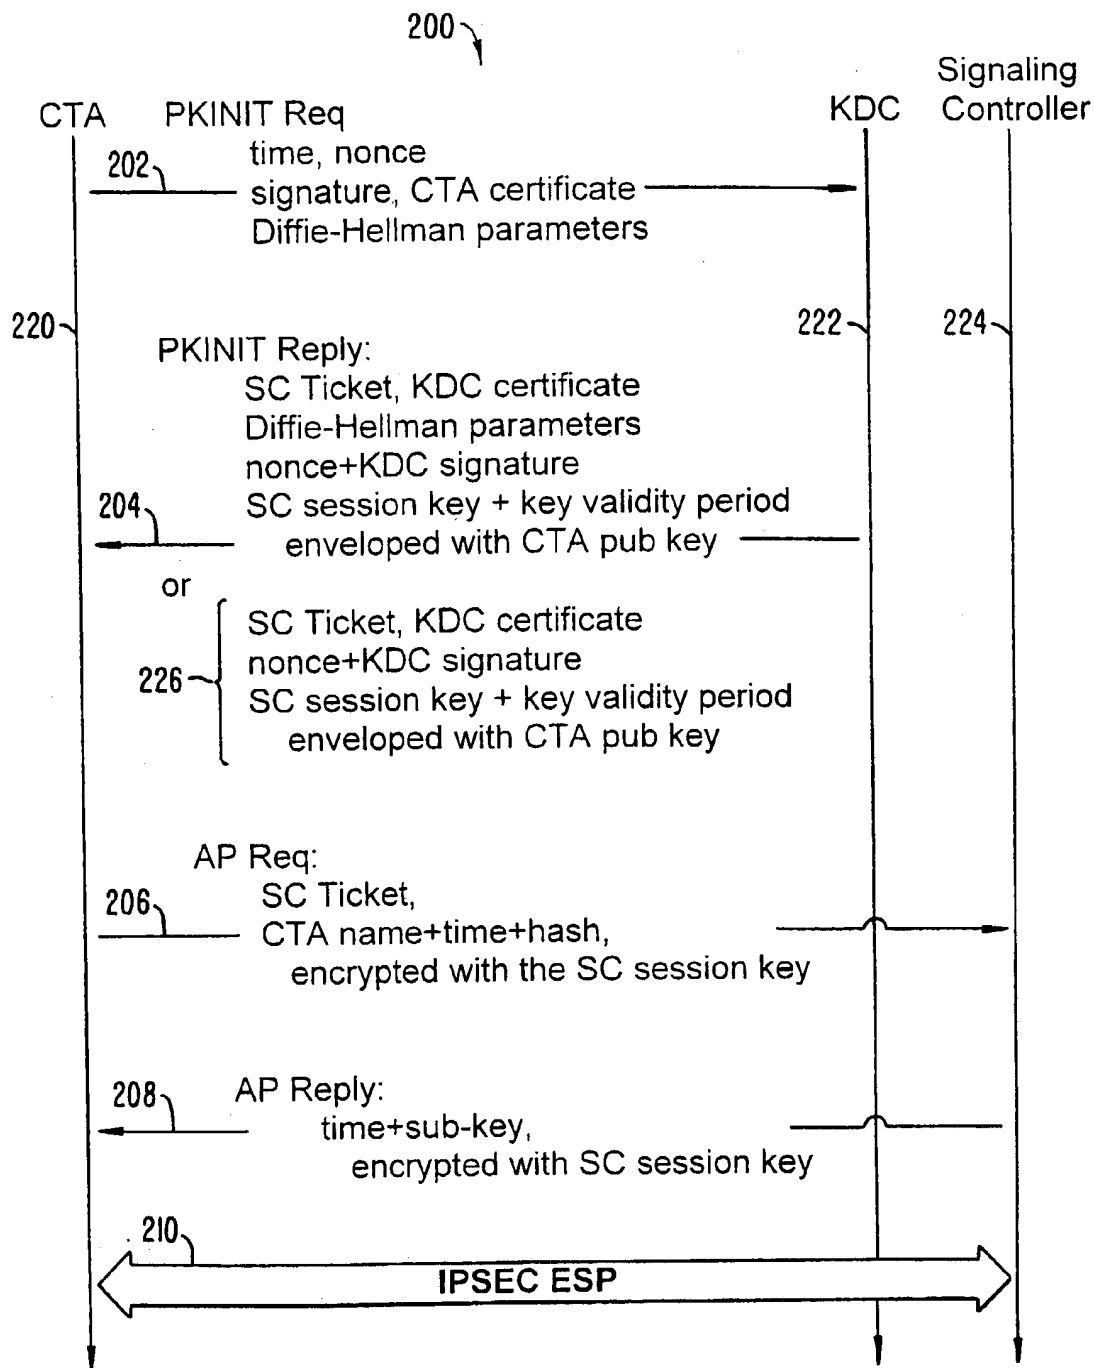 200
Signaling
Controller
CTA
PKINIT Req
KDC
time, nonce
202
signature, CTA certificate
Diffie-Hellman parameters
220
222
224
PKINIT Reply:
SC Ticket, KDC certificate
Diffie-Hellman parameters
nonce+KDC signature
204
SC session key + key validity period
enveloped with CTA pub key
or
226
SC Ticket, KDC certificate
nonce+KDC signature
SC session key + key validity period
enveloped with CTA pub key
AP Req:
SC Ticket,
206
CTA name+time+hash,
encrypted with the SC session key
AP Reply:
208
time+sub-key,
encrypted with SC session key
210
IPSEC ESP